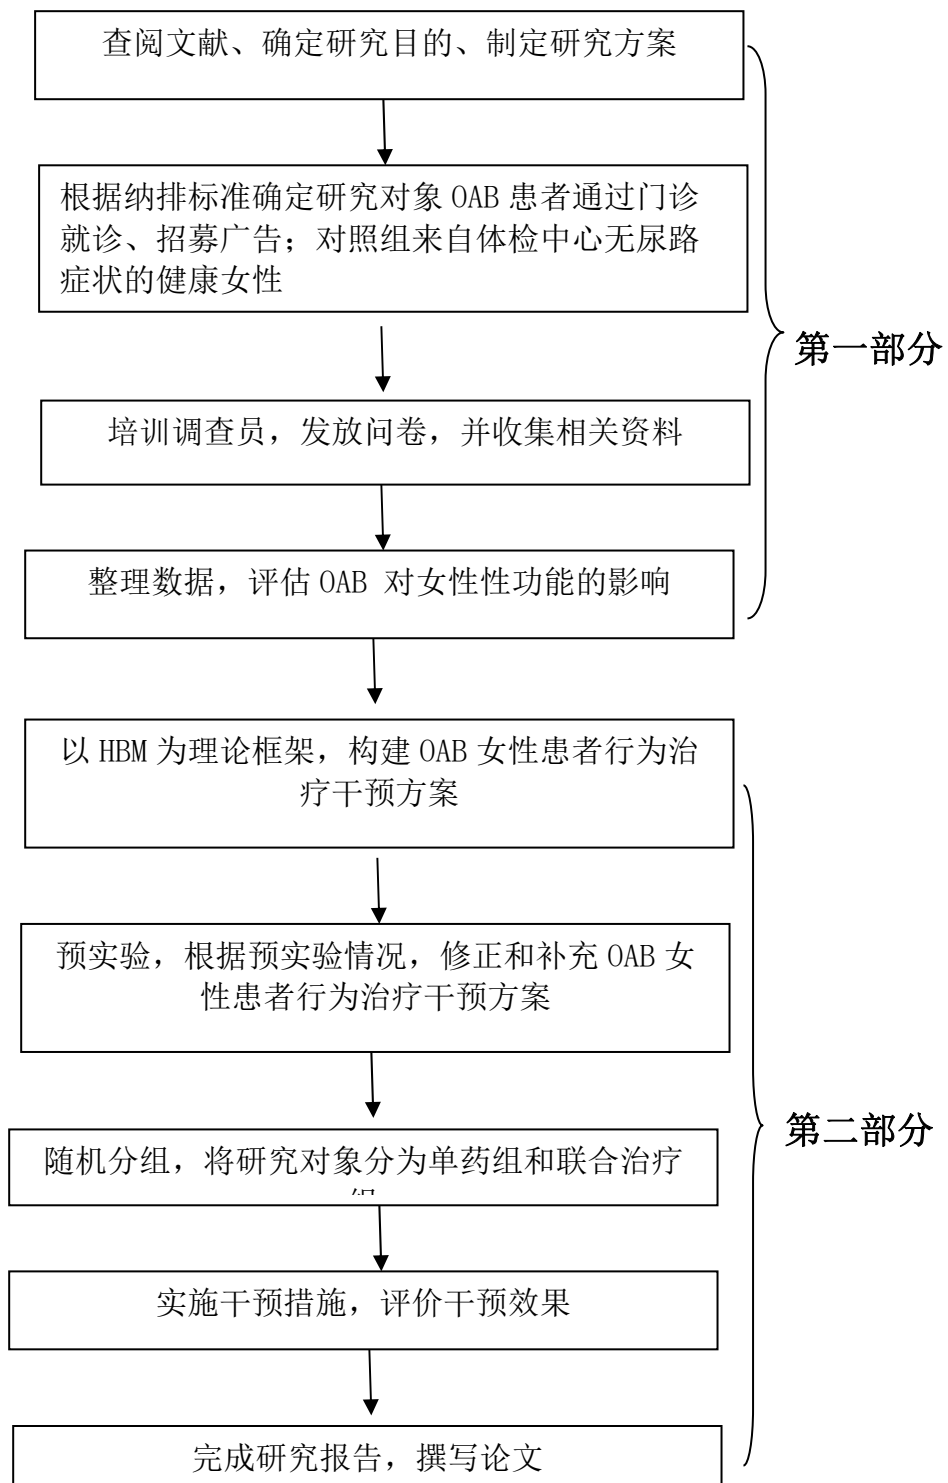 查阅文献、确定研究目的、制定研究方案
根据纳排标准确定研究对象 OAB 患者通过门诊
就诊、招募广告；对照组来自体检中心无尿路
症状的健康女性
第一部分
培训调查员，发放问卷，并收集相关资料
整理数据，评估 OAB 对女性性功能的影响
以 HBM 为理论框架，构建 OAB 女性患者行为治
疗干预方案
预实验，根据预实验情况，修正和补充 OAB 女
性患者行为治疗干预方案
第二部分
随机分组，将研究对象分为单药组和联合治疗
实施干预措施，评价干预效果
完成研究报告，撰写论文